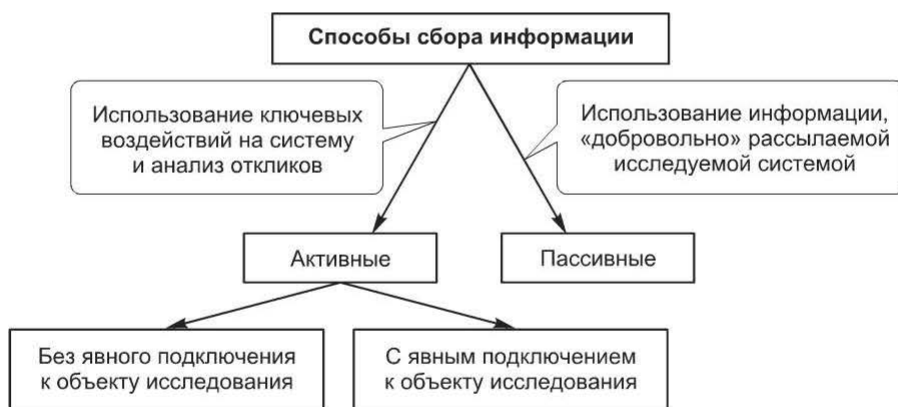 Способы сбора информации
Использование ключевых
воздействий на систему
и анализ откликов
Использование информации,
«добровольно» рассылаемой
исследуемой системой
Активные
Пассивные
Без явного подключения
к объекту исследования
С явным подключением
к объекту исследования